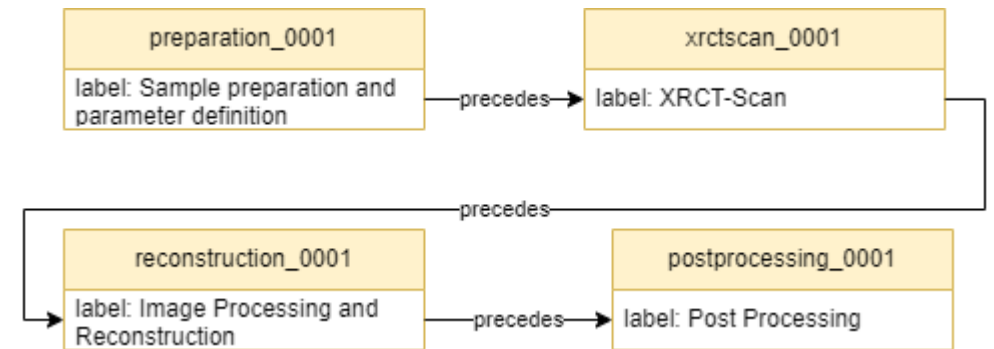 preparation_0001
label: Sample preparation and
parameter definition
precedes
xrctscan_0001
label: XRCT-Scan
precedes
reconstruction_0001
label: Image Processing and
Reconstruction
precedes
postprocessing_0001
label: Post Processing